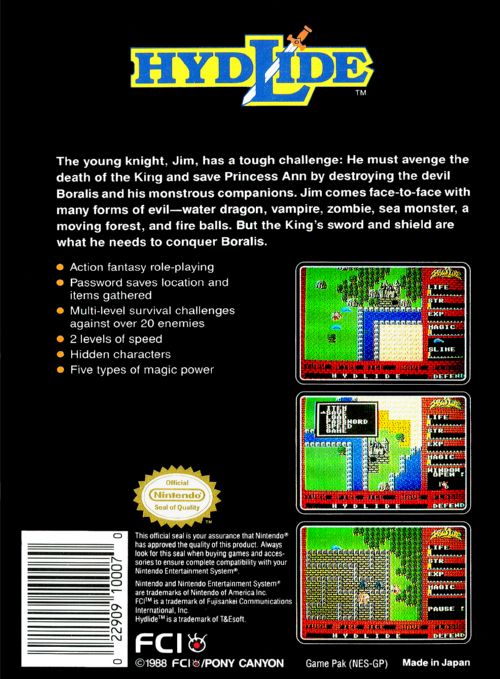 HYDLIDE
TM
The young knight, Jim, has a tough challenge: He must avenge the
death of the King and save Princess Ann by destroying the devil
Boralis and his monstrous companions. Jim comes face-to-face with
many forms of evil—water dragon, vampire, zombie, sea monster, a
moving forest, and fire balls. But the King's sword and shield are
what he needs to conquer Boralis.
Action fantasy role-playing
Password saves location and
items gathered
Multi-level survival challenges
against over 20 enemies
2 levels of speed
Hidden characters
Five types of magic power
LIFE
STR
EXP
MAGIC
SLIME
HYDLIDE
DEFEND
ITEM
LIFE
STR
EXP
MAGIC
WINDOW
OPEN !
HYDLIDE
DEFEND
LIFE
STR
EXP
MAGIC
PAUSE !
HYDLIDE
DEFEND
Official
Nintendo®
Seal of Quality
TM
This official seal is your assurance that Nintendo®
has approved the quality of this product. Always
look for this seal when buying games and acces-
sories to ensure complete compatibility with your
Nintendo Entertainment System®.
Nintendo and Nintendo Entertainment System®
are trademarks of Nintendo of America Inc.
FCI™ is a trademark of Fujisankei Communications
International, Inc.
Hydlide™ is a trademark of T&Esoft.
0 22909 10007 0
FCI
©1988 FCI/PONY CANYON
Game Pak (NES-GP)
Made in Japan